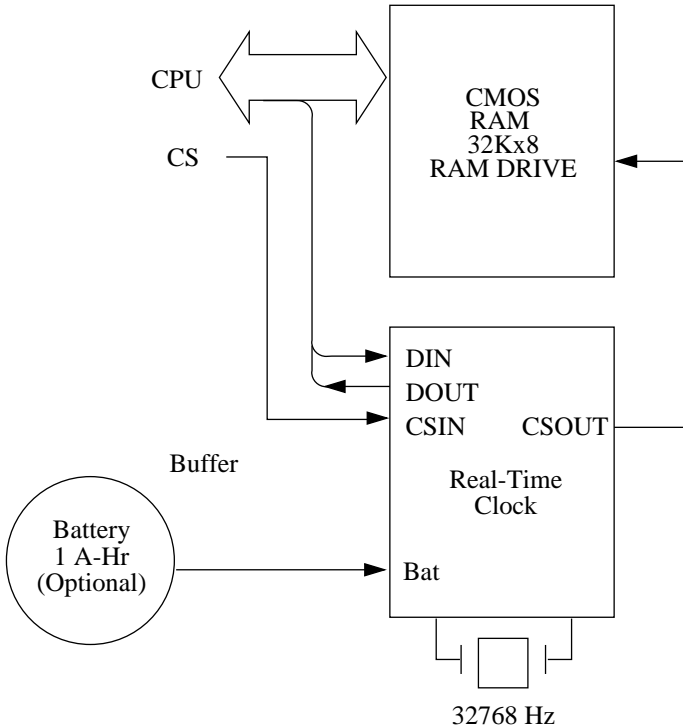 CPU
CS
CMOS
RAM
32Kx8
RAM DRIVE
DIN
DOUT
CSIN
CSOUT
Real-Time
Clock
Bat
Buffer
Battery
1 A-Hr
(Optional)
32768 Hz